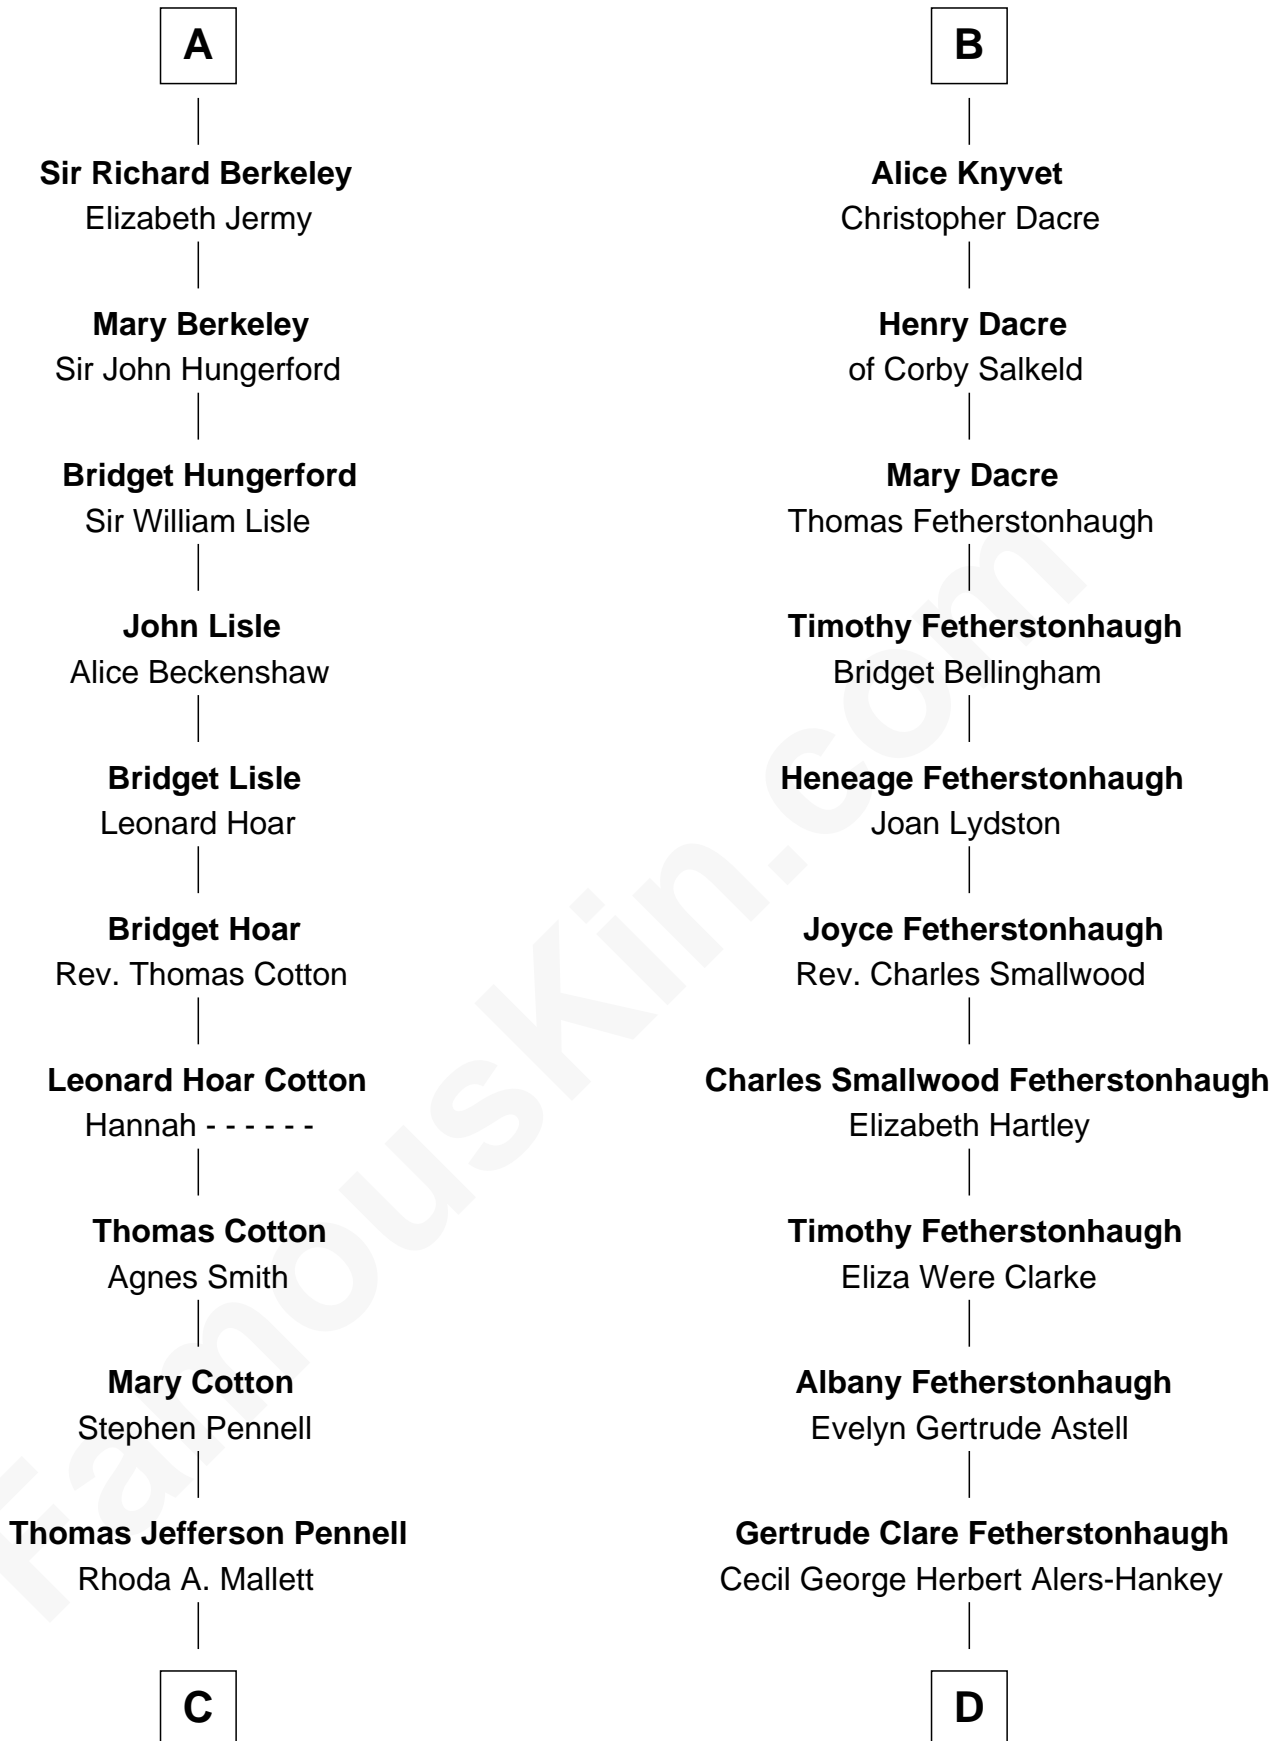 A
Sir Richard Berkeley
Elizabeth Jermy
Mary Berkeley
Sir John Hungerford
Bridget Hungerford
Sir William Lisle
John Lisle
Alice Beckenshaw
Bridget Lisle
Leonard Hoar
Bridget Hoar
Rev. Thomas Cotton
Leonard Hoar Cotton
Hannah - - - - - -
Thomas Cotton
Agnes Smith
Mary Cotton
Stephen Pennell
Thomas Jefferson Pennell
Rhoda A. Mallett
C
B
Alice Knyvet
Christopher Dacre
Henry Dacre
of Corby Salkeld
Mary Dacre
Thomas Fetherstonhaugh
Timothy Fetherstonhaugh
Bridget Bellingham
Heneage Fetherstonhaugh
Joan Lydston
Joyce Fetherstonhaugh
Rev. Charles Smallwood
Charles Smallwood Fetherstonhaugh
Elizabeth Hartley
Timothy Fetherstonhaugh
Eliza Were Clarke
Albany Fetherstonhaugh
Evelyn Gertrude Astell
Gertrude Clare Fetherstonhaugh
Cecil George Herbert Alers-Hankey
D
FamousKin.com